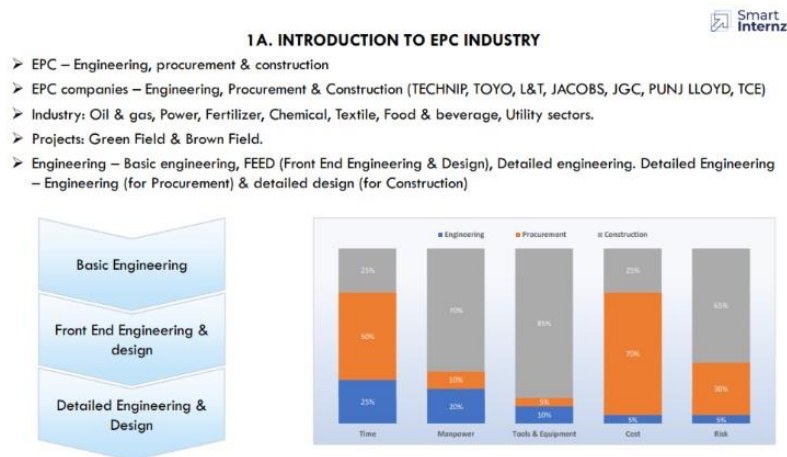 Smart
Internz
1A. INTRODUCTION TO EPC INDUSTRY
➢ EPC – Engineering, procurement & construction
➢ EPC companies – Engineering, Procurement & Construction (TECHNIP, TOYO, L&T, JACOBS, JGC, PUNJ LLOYD, TCE)
➢ Industry: Oil & gas, Power, Fertilizer, Chemical, Textile, Food & beverage, Utility sectors.
➢ Projects: Green Field & Brown Field.
➢ Engineering – Basic engineering, FEED (Front End Engineering & Design), Detailed engineering. Detailed Engineering
– Engineering (for Procurement) & detailed design (for Construction)
Basic Engineering
Front End Engineering &
design
Detailed Engineering &
Design
Engineering Procurement Construction
25% 70% 85% 25% 65%
50% 10% 5% 70% 30%
25% 20% 10% 5% 5%
Time Manpower Tools & Equipment Cost Risk